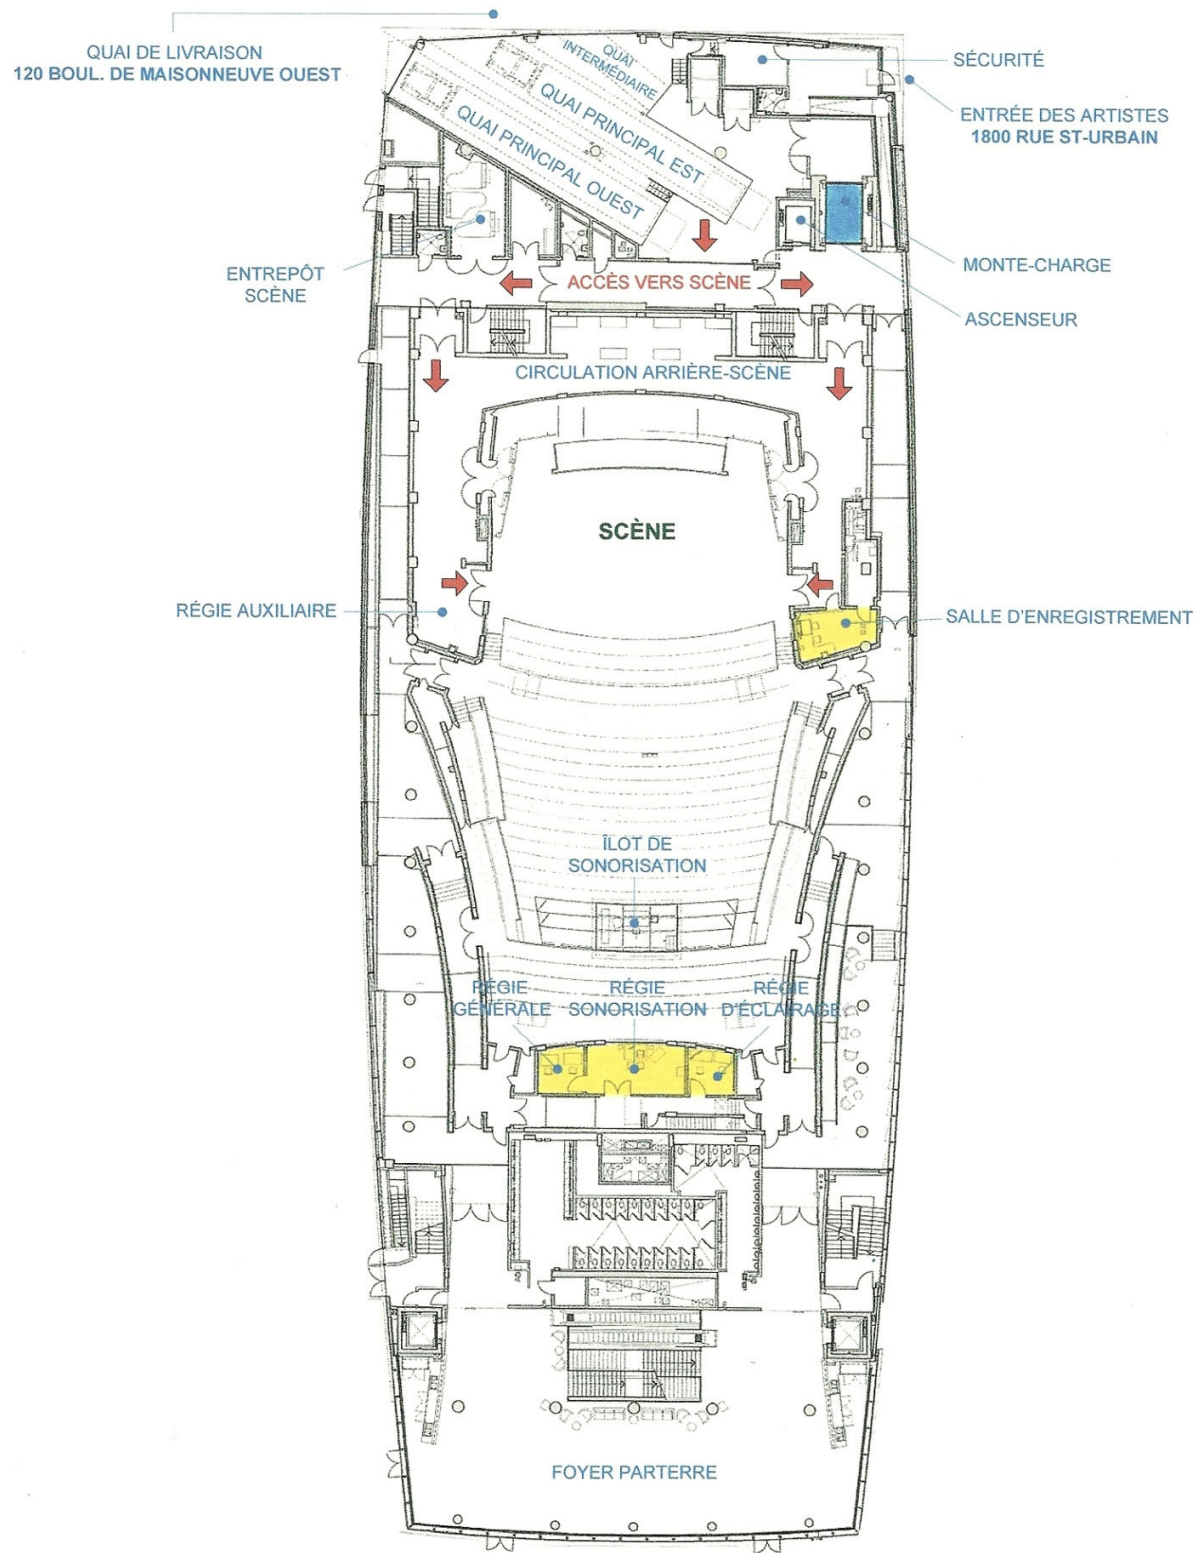 QUAI DE LIVRAISON
120 BOUL. DE MAISONNEUVE OUEST
QUAI
INTERMÉDIAIRE
SÉCURITÉ
QUAI PRINCIPAL EST
QUAI PRINCIPAL OUEST
ENTRÉE DES ARTISTES
1800 RUE ST-URBAIN
ENTREPÔT
SCÈNE
ACCÈS VERS SCÈNE
MONTE-CHARGE
ASCENSEUR
CIRCULATION ARRIÈRE-SCÈNE
SCÈNE
RÉGIE AUXILIAIRE
SALLE D'ENREGISTREMENT
ÎLOT DE
SONORISATION
RÉGIE
GÉNÉRALE
RÉGIE
SONORISATION
RÉGIE
D'ÉCLAIRAGE
FOYER PARTERRE